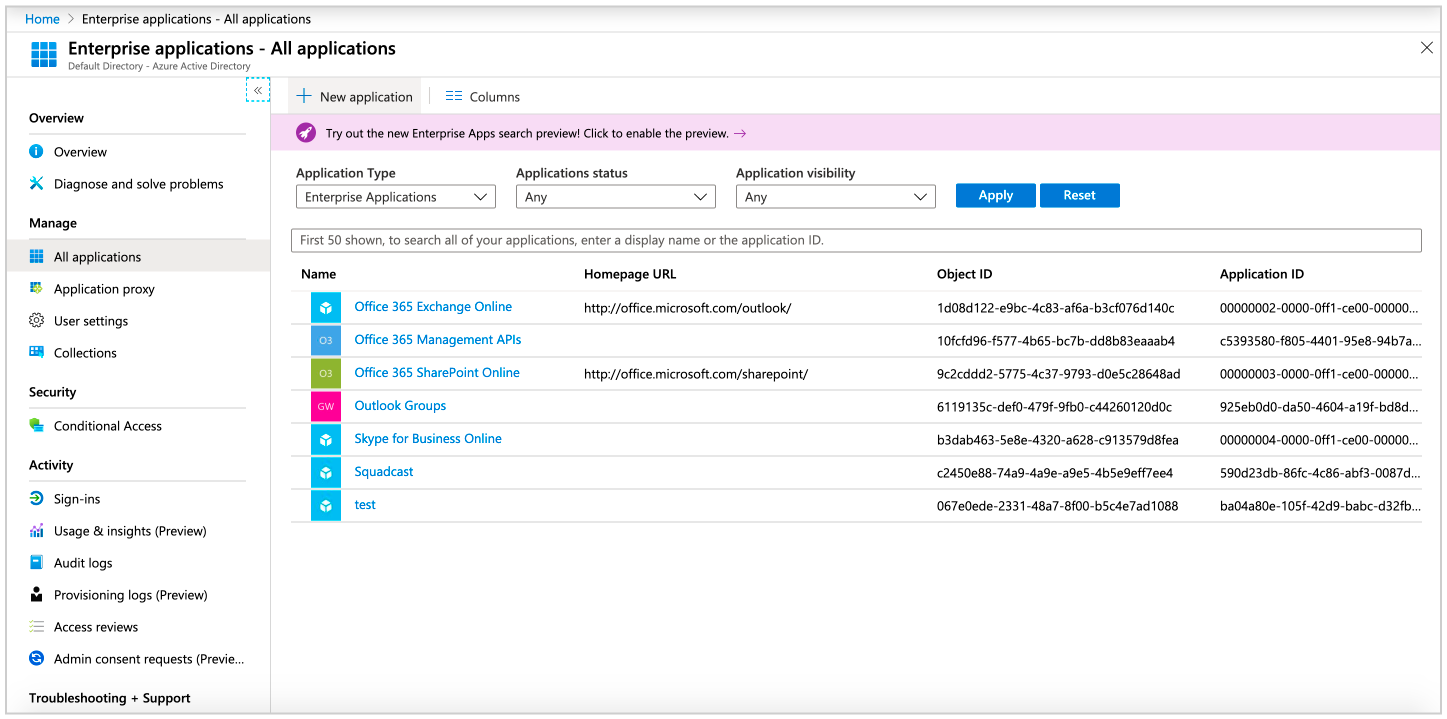 Home > Enterprise applications - All applications
Enterprise applications - All applications
Default Directory - Azure Active Directory
«
Overview
Overview
Diagnose and solve problems
Manage
All applications
Application proxy
User settings
Collections
Security
Conditional Access
Activity
Sign-ins
Usage & insights (Preview)
Audit logs
Provisioning logs (Preview)
Access reviews
Admin consent requests (Previe...
Troubleshooting + Support
New application Columns
Try out the new Enterprise Apps search preview! Click to enable the preview. →
Application Type Applications status Application visibility
Enterprise Applications Any Any Apply Reset
First 50 shown, to search all of your applications, enter a display name or the application ID.
Name Homepage URL Object ID Application ID
Office 365 Exchange Online http://office.microsoft.com/outlook/ 1d08d122-e9bc-4c83-af6a-b3cf076d140c 00000002-0000-0ff1-ce00-00000...
O3 Office 365 Management APIs 10fcfd96-f577-4b65-bc7b-dd8b83eaaab4 c5393580-f805-4401-95e8-94b7a...
O3 Office 365 SharePoint Online http://office.microsoft.com/sharepoint/ 9c2cddd2-5775-4c37-9793-d0e5c28648ad 00000003-0000-0ff1-ce00-00000...
GW Outlook Groups 6119135c-def0-479f-9fb0-c44260120d0c 925eb0d0-da50-4604-a19f-bd8d...
Skype for Business Online b3dab463-5e8e-4320-a628-c913579d8fea 00000004-0000-0ff1-ce00-00000...
Squadcast c2450e88-74a9-4a9e-a9e5-4b5e9eff7ee4 590d23db-86fc-4c86-abf3-0087d...
test 067e0ede-2331-48a7-8f00-b5c4e7ad1088 ba04a80e-105f-42d9-babc-d32fb...